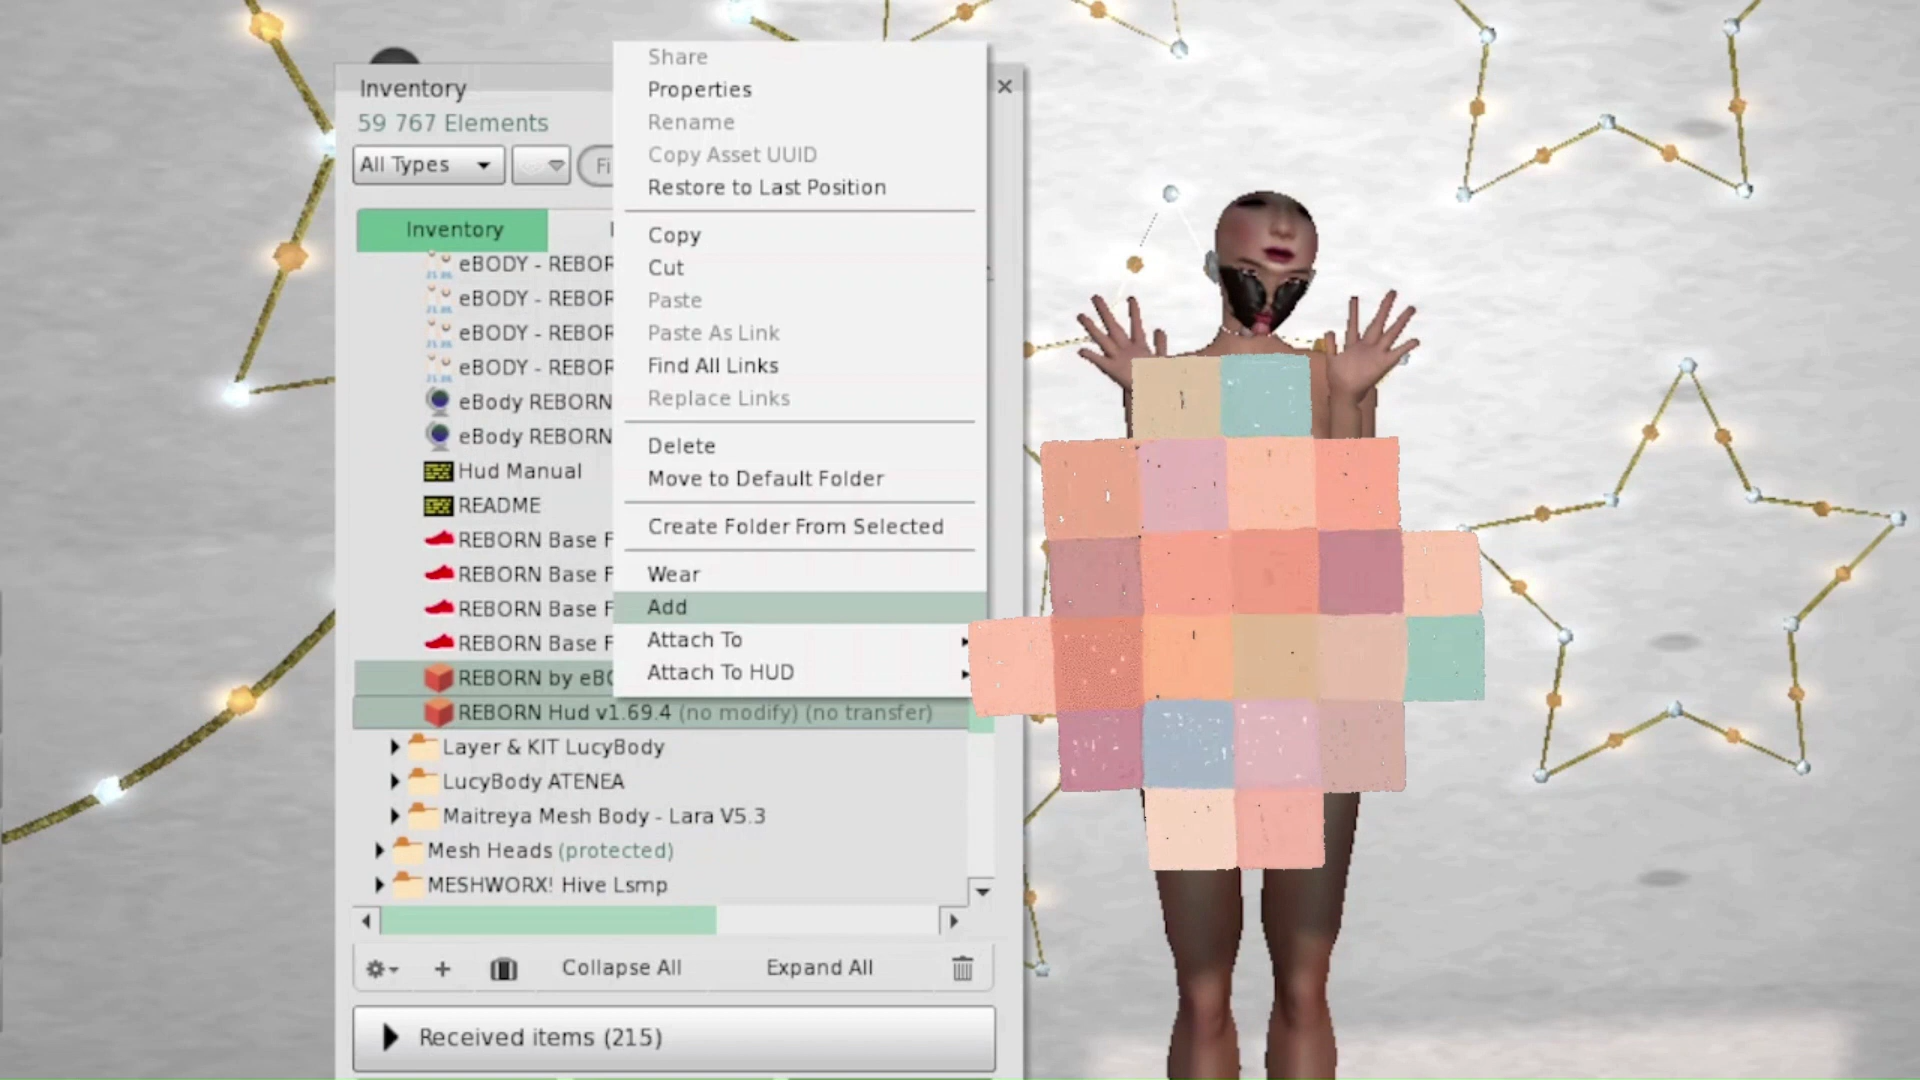 Inventory
59 767 Elements
All Types
Fi
Inventory
eBODY - REBOR
eBODY - REBOR
eBODY - REBOR
eBODY - REBOR
eBody REBORN
eBody REBORN
Hud Manual
README
REBORN Base F
REBORN Base F
REBORN Base F
REBORN Base F
REBORN by eBO
REBORN Hud v1.69.4 (no modify) (no transfer)
Layer & KIT LucyBody
LucyBody ATENEA
Maitreya Mesh Body - Lara V5.3
Mesh Heads (protected)
MESHWORX! Hive Lsmp
Collapse All
Expand All
Received items (215)
Share
Properties
Rename
Copy Asset UUID
Restore to Last Position
Copy
Cut
Paste
Paste As Link
Find All Links
Replace Links
Delete
Move to Default Folder
Create Folder From Selected
Wear
Add
Attach To
Attach To HUD